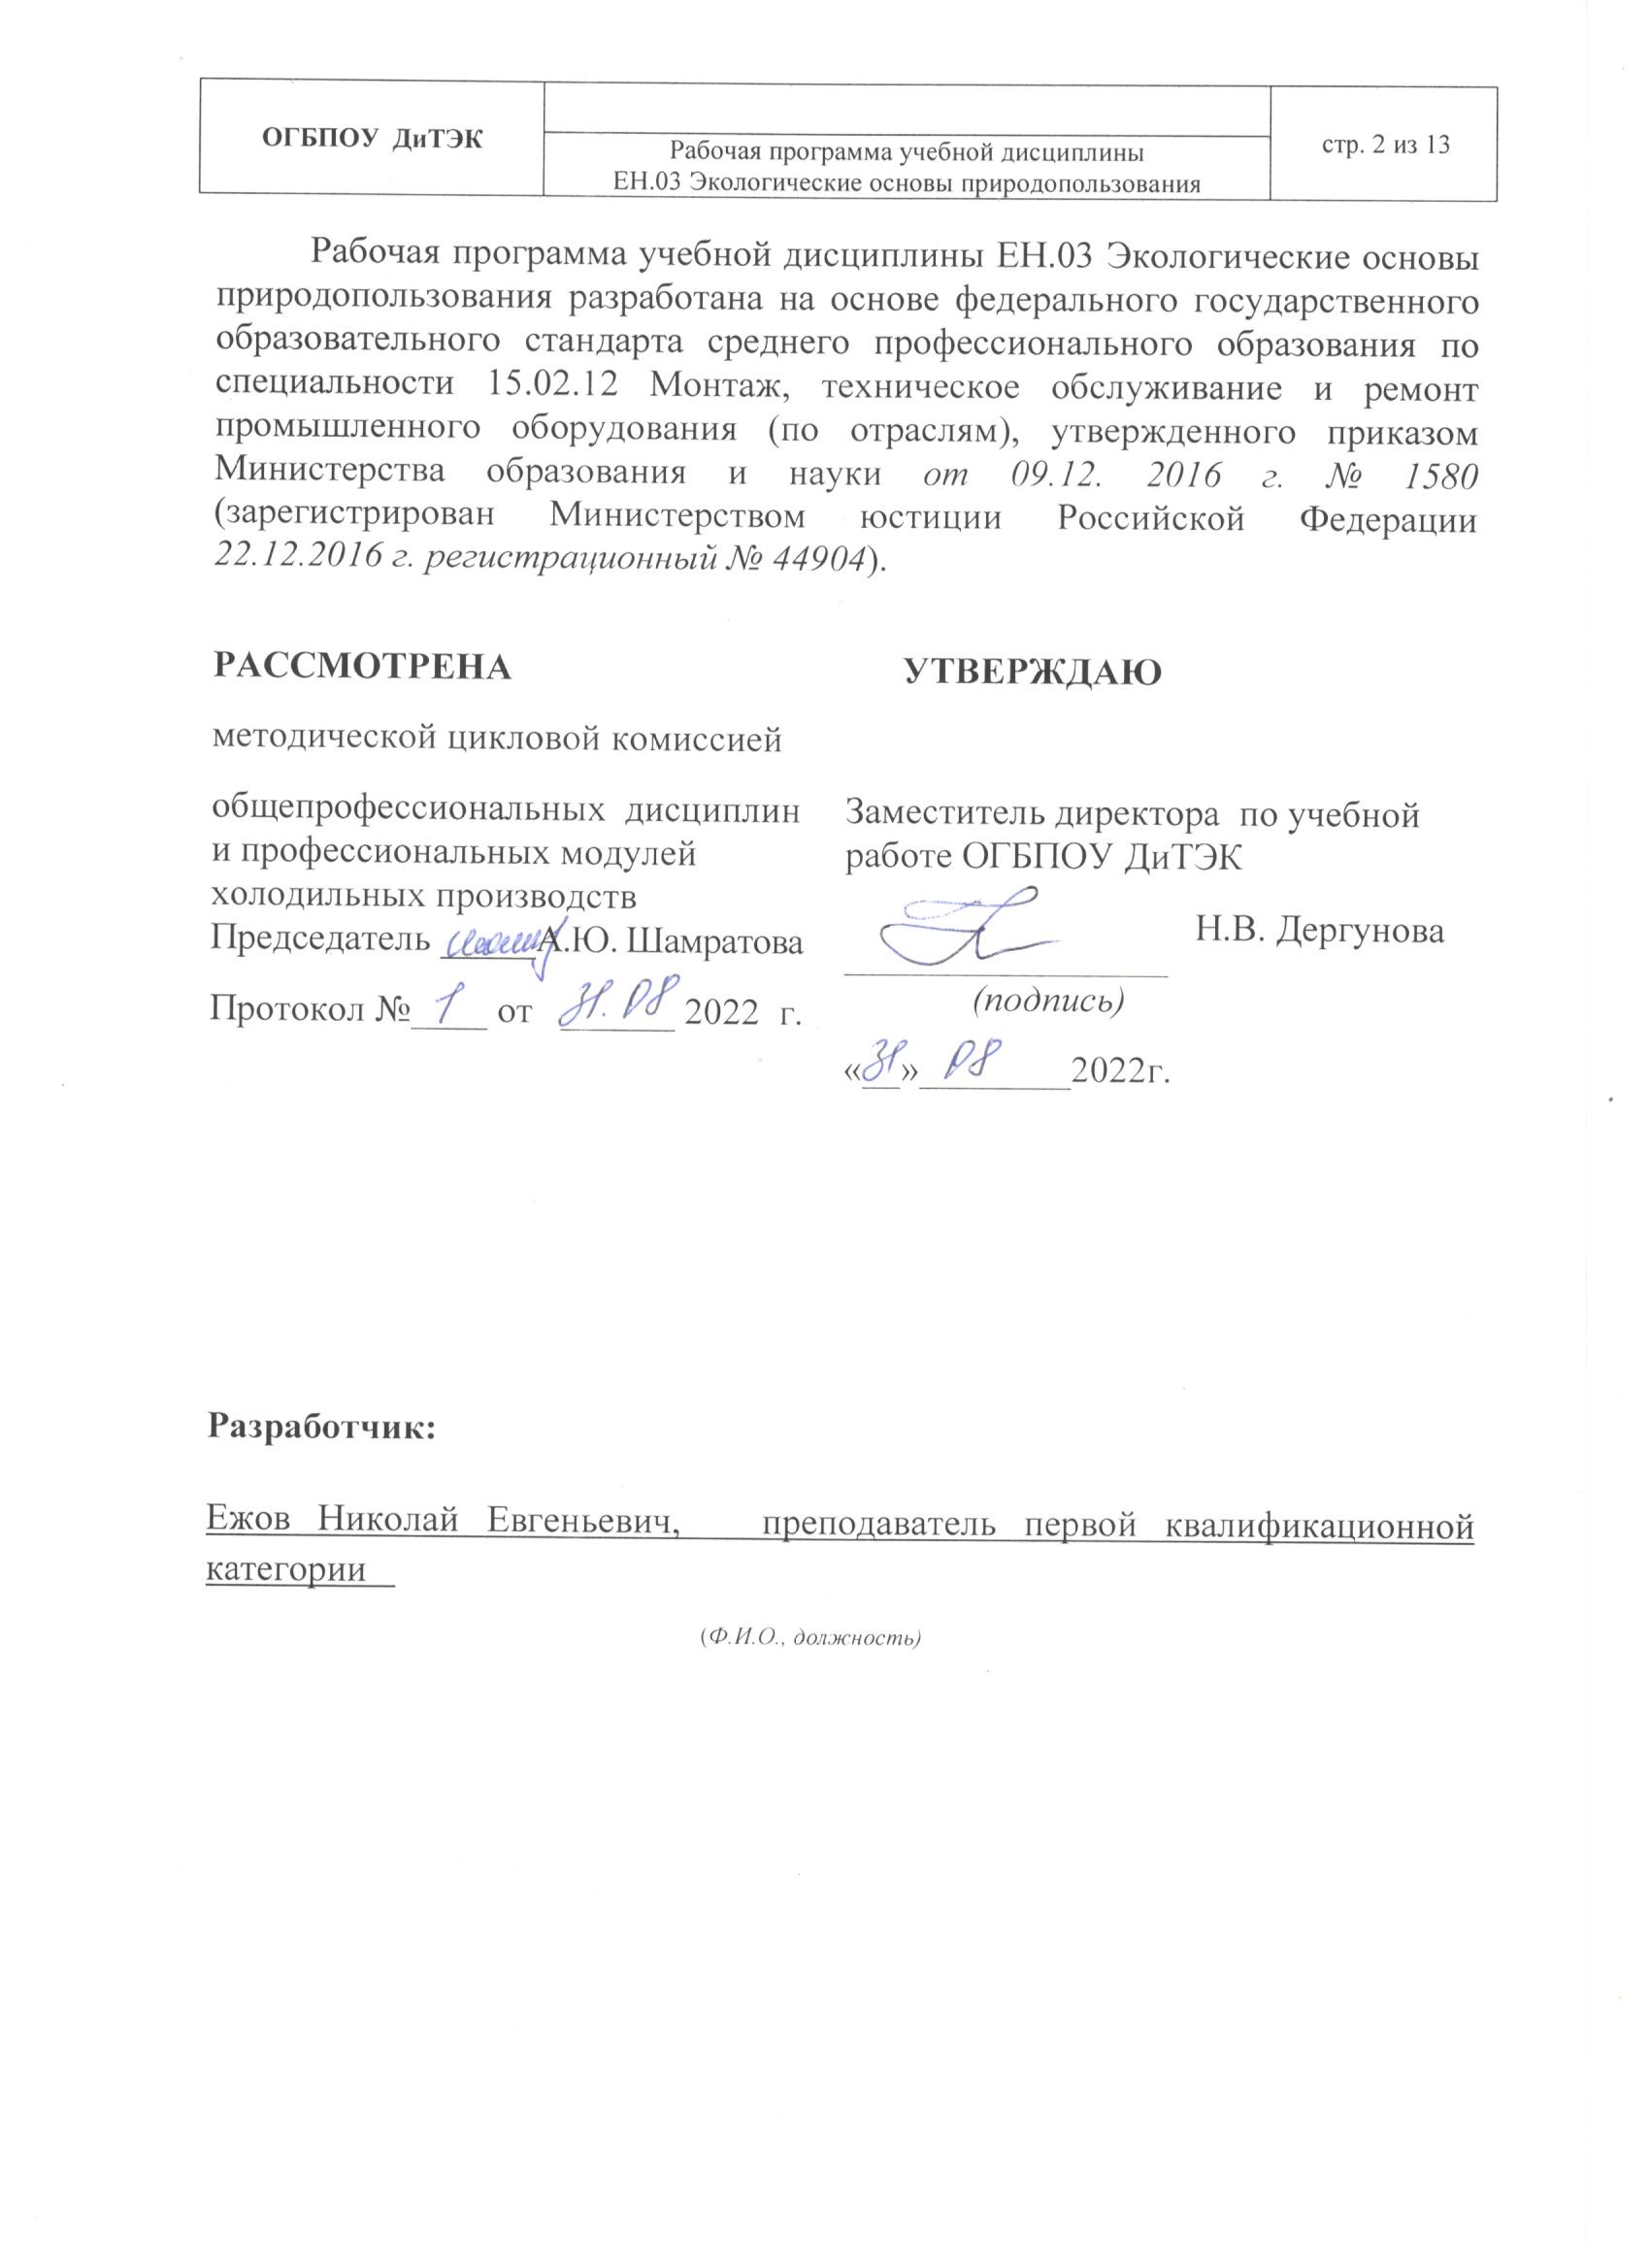 ОГБПОУ ДиТЭК
Рабочая программа учебной дисциплины
ЕН.03 Экологические основы природопользования
стр. 2 из 13
Рабочая программа учебной дисциплины ЕН.03 Экологические основы
природопользования разработана на основе федерального государственного
образовательного стандарта среднего профессионального образования по
специальности 15.02.12 Монтаж, техническое обслуживание и ремонт
промышленного оборудования (по отраслям), утвержденного приказом
Министерства образования и науки от 09.12. 2016 г. № 1580
(зарегистрирован Министерством юстиции Российской Федерации
22.12.2016 г. регистрационный № 44904).
РАССМОТРЕНА
методической цикловой комиссией
общепрофессиональных дисциплин
и профессиональных модулей
холодильных производств
Председатель А.Ю. Шамратова
Протокол № 1 от 31.08 2022 г.
УТВЕРЖДАЮ
Заместитель директора по учебной
работе ОГБПОУ ДиТЭК
Н.В. Дергунова
(подпись)
«31» 08 2022г.
Разработчик:
Ежов Николай Евгеньевич, преподаватель первой квалификационной
категории
(Ф.И.О., должность)